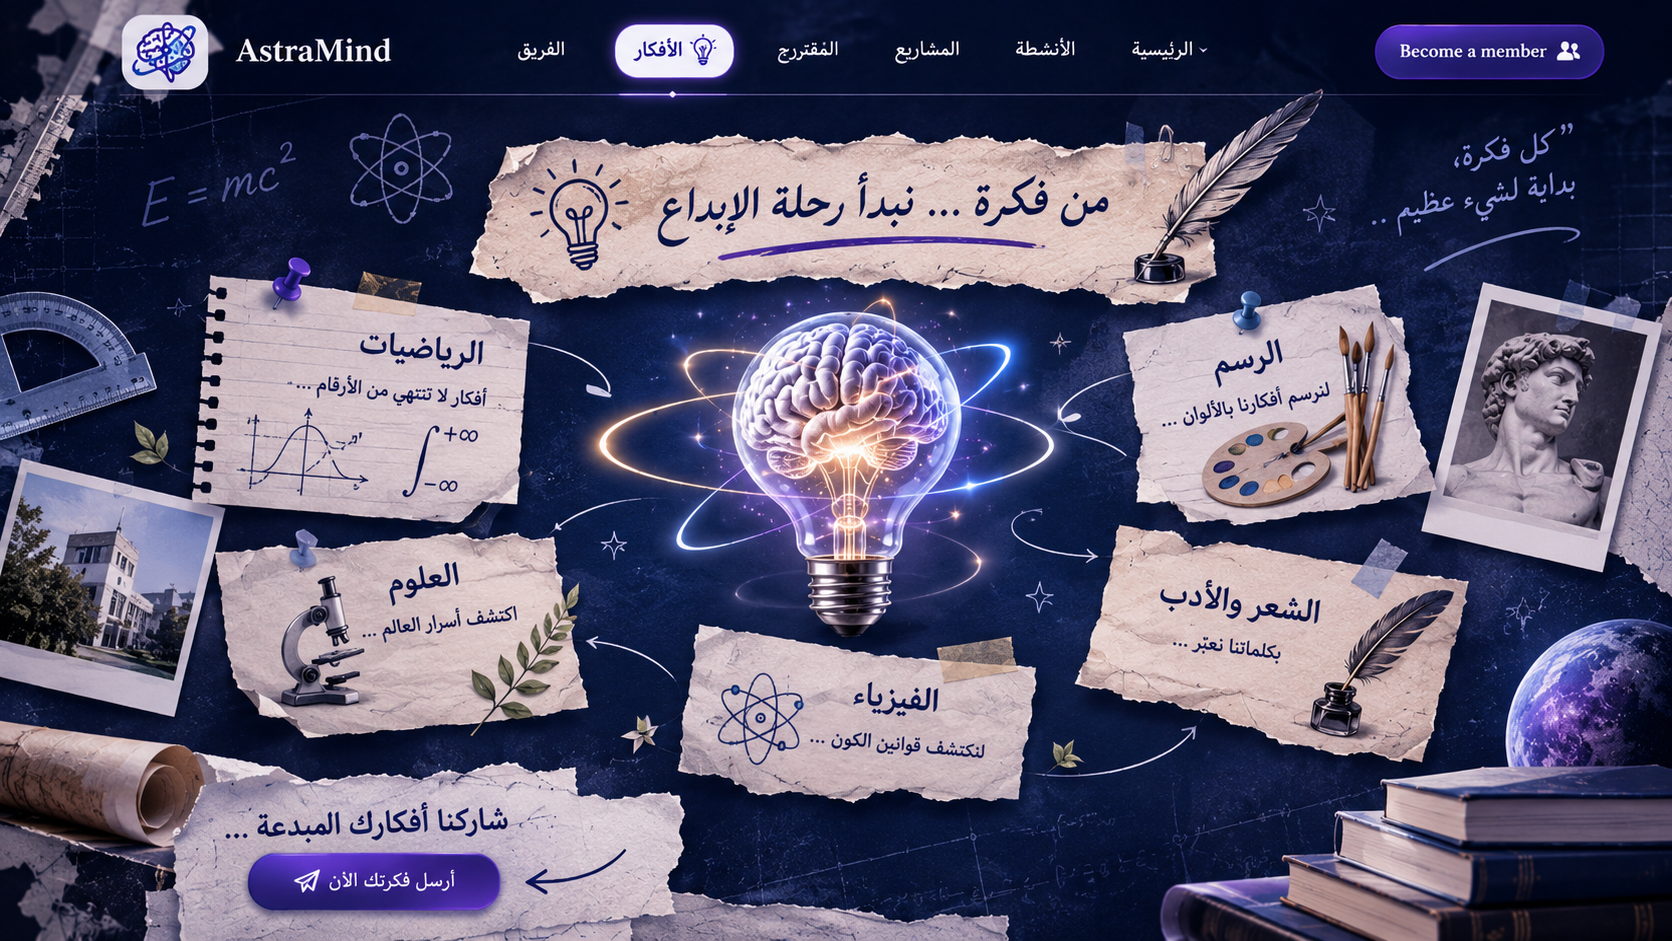 AstraMind
الرئيسية
الأنشطة
المشاريع
المُقتررح
الأفكار
الفريق
Become a member
E = mc²
من فكرة ... نبدأ رحلة الإبداع
”كل فكرة،
بداية لشيء عظيم ..
الرياضيات
أفكار لا تنتهي من الأرقام ...
∫ +∞ −∞
الرسم
لنرسم أفكارنا بالألوان ...
العلوم
اكتشف أسرار العالم ...
الشعر والأدب
بكلماتنا نعبّر ...
الفيزياء
لنكتشف قوانين الكون ...
شاركنا أفكارك المبدعة ...
أرسل فكرتك الآن